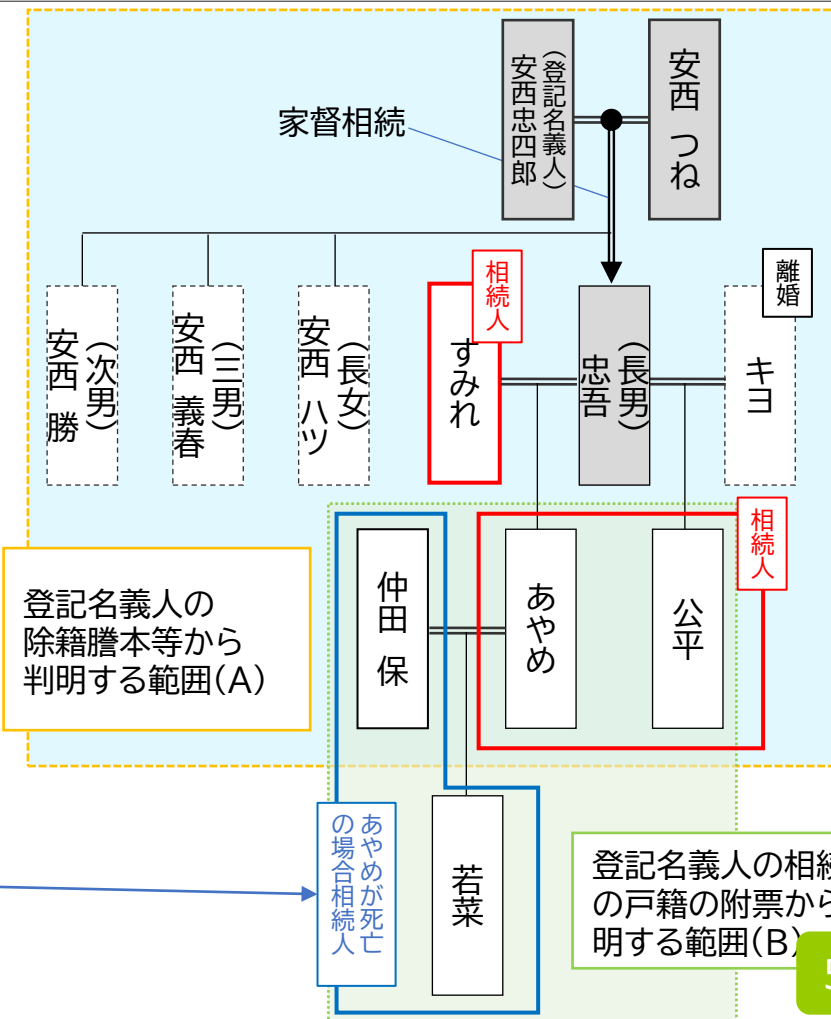 家督相続
(登記名義人)
安西忠四郎
安西 つね
離婚
相続人
(次男)
安西 勝
(三男)
安西 義春
(長女)
安西 ハツ
すみれ
(長男)
忠吾
キヨ
相続人
仲田 保
あやめ
公平
登記名義人の
除籍謄本等から
判明する範囲(A)
あやめが死亡
の場合相続人
若菜
登記名義人の相続
の戸籍の附票から
明する範囲(B)